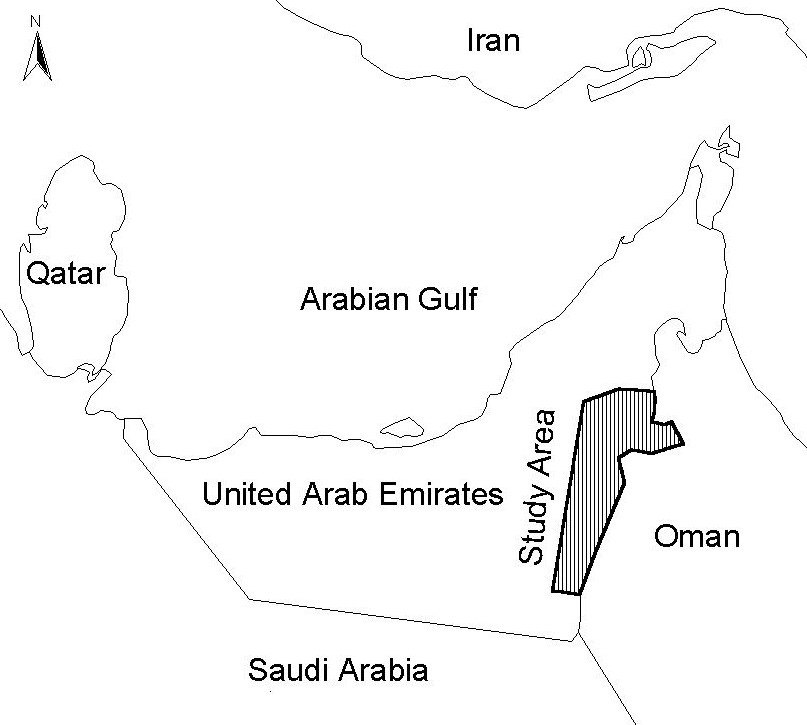 N
Iran
Qatar
Arabian Gulf
Study Area
United Arab Emirates
Oman
Saudi Arabia